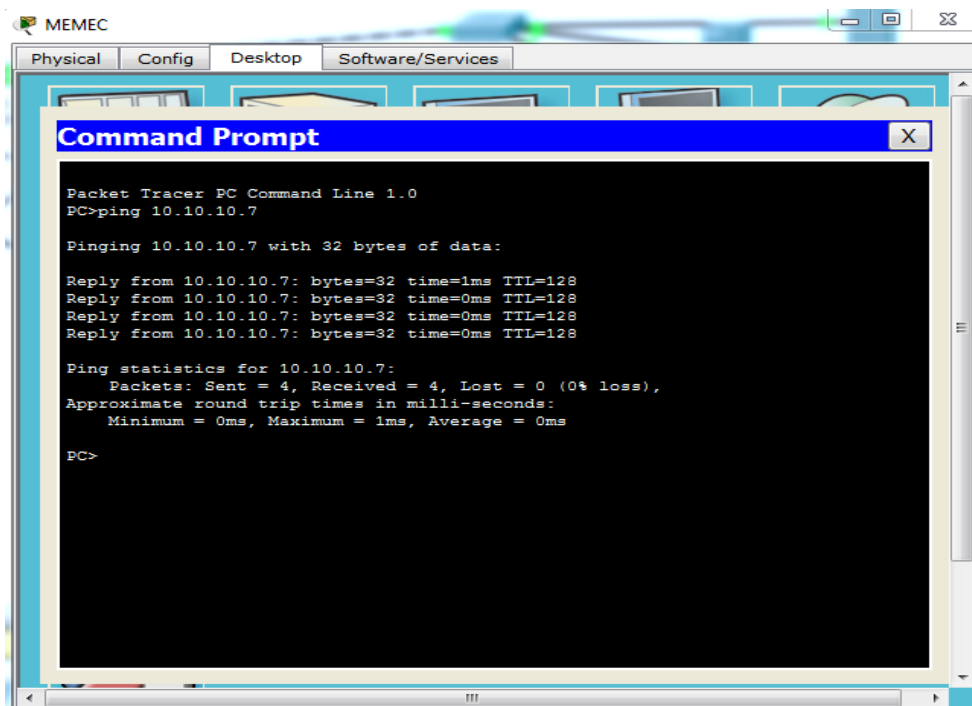 MEMEC
Physical Config Desktop Software/Services
Command Prompt
X
Packet Tracer PC Command Line 1.0
PC>ping 10.10.10.7
Pinging 10.10.10.7 with 32 bytes of data:
Reply from 10.10.10.7: bytes=32 time=1ms TTL=128
Reply from 10.10.10.7: bytes=32 time=0ms TTL=128
Reply from 10.10.10.7: bytes=32 time=0ms TTL=128
Reply from 10.10.10.7: bytes=32 time=0ms TTL=128
Ping statistics for 10.10.10.7:
Packets: Sent = 4, Received = 4, Lost = 0 (0% loss),
Approximate round trip times in milli-seconds:
Minimum = 0ms, Maximum = 1ms, Average = 0ms
PC>